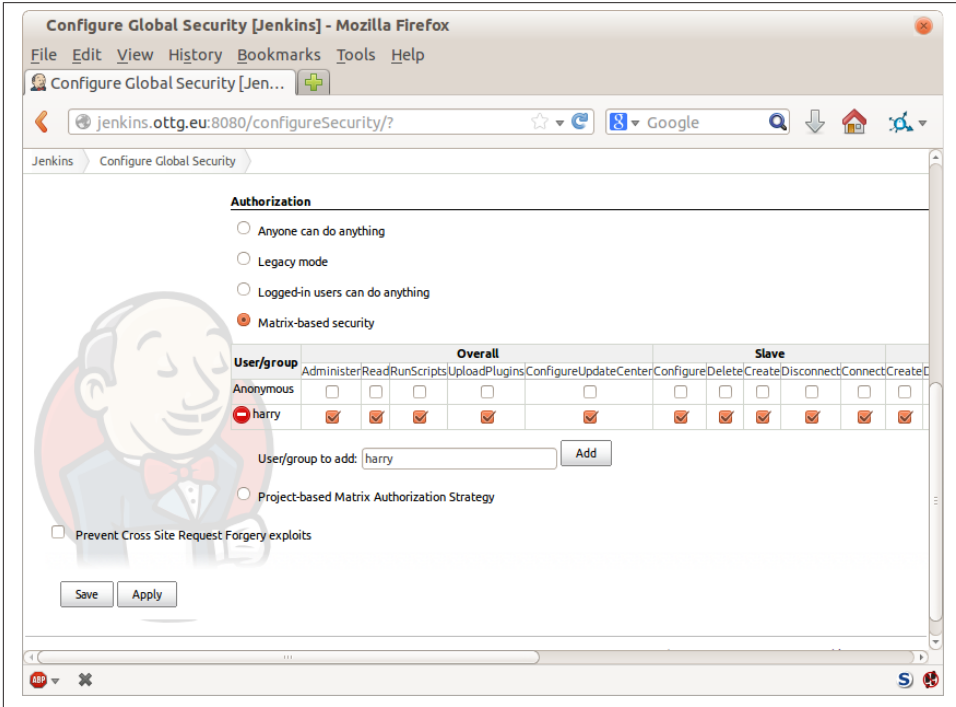 Configure Global Security [Jenkins] - Mozilla Firefox
File Edit View History Bookmarks Tools Help
Configure Global Security [Jen...
jenkins.ottg.eu:8080/configureSecurity/?
Google
Jenkins Configure Global Security
Authorization
Anyone can do anything
Legacy mode
Logged-in users can do anything
Matrix-based security
User/group Overall Slave
Administer Read RunScripts UploadPlugins ConfigureUpdateCenter Configure Delete Create Disconnect Connect Create D
Anonymous
harry
User/group to add: harry Add
Project-based Matrix Authorization Strategy
Prevent Cross Site Request Forgery exploits
Save Apply
ABP S